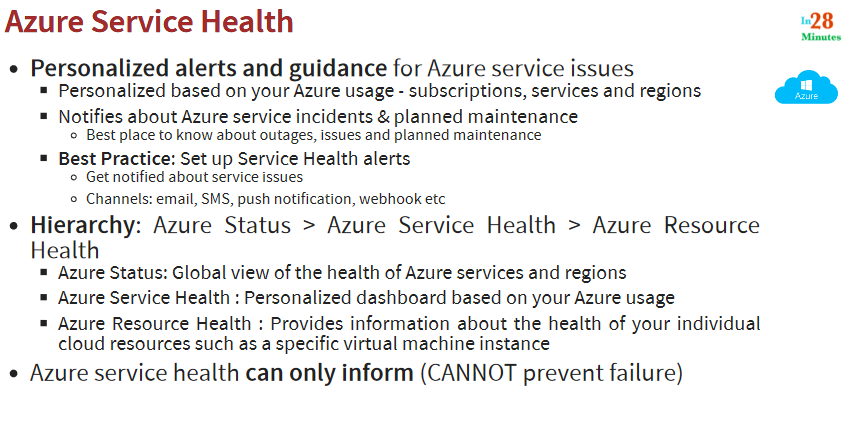 Azure Service Health
In28
Minutes
Azure
• Personalized alerts and guidance for Azure service issues
▪ Personalized based on your Azure usage - subscriptions, services and regions
▪ Notifies about Azure service incidents & planned maintenance
◦ Best place to know about outages, issues and planned maintenance
▪ Best Practice: Set up Service Health alerts
◦ Get notified about service issues
◦ Channels: email, SMS, push notification, webhook etc
• Hierarchy: Azure Status > Azure Service Health > Azure Resource
Health
▪ Azure Status: Global view of the health of Azure services and regions
▪ Azure Service Health : Personalized dashboard based on your Azure usage
▪ Azure Resource Health : Provides information about the health of your individual
cloud resources such as a specific virtual machine instance
• Azure service health can only inform (CANNOT prevent failure)